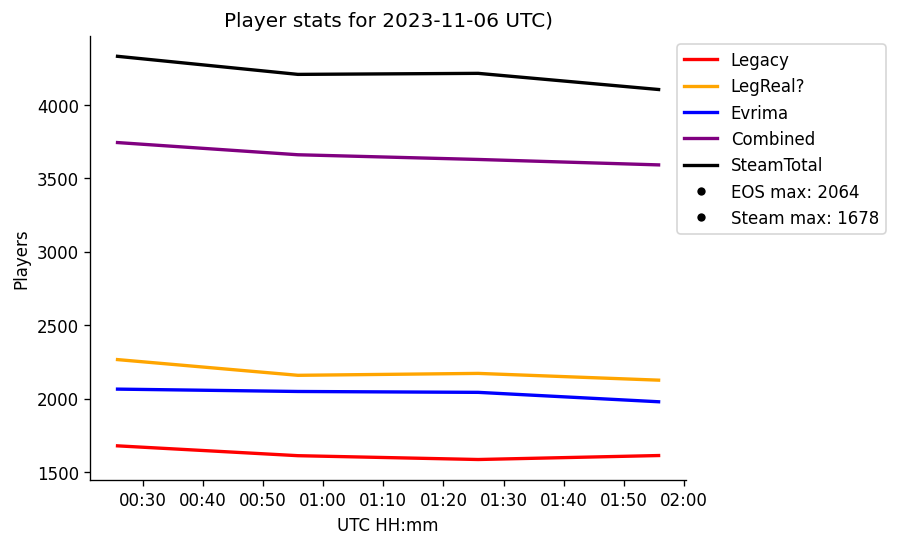 Player stats for 2023-11-06 UTC)
Legacy
LegReal?
Evrima
Combined
SteamTotal
EOS max: 2064
Steam max: 1678
Players
4000
3500
3000
2500
2000
1500
00:30 00:40 00:50 01:00 01:10 01:20 01:30 01:40 01:50 02:00
UTC HH:mm